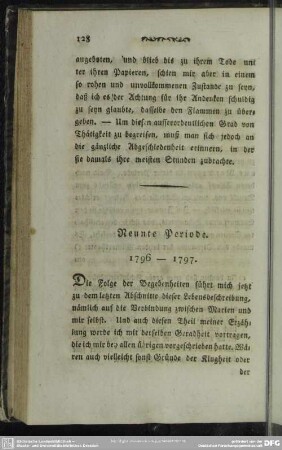 128
angeboten, und blieb bis zu ihrem Tode un:
ter ihren Papieren, schien mir aber in einem
so rohen und unvollkommenen Zustande zu seyn,
daß ich es der Achtung für ihr Andenken schuldig
zu seyn glaubte, dasselbe den Flammen zu über:
geben. — Um diesen ausserordentlichen Grad von
Thätigkeit zu begreifen, muß man sich jedoch an
die gänzliche Abgeschiedenheit erinnern, in der
sie damals ihre meisten Stunden zubrachte.
Neunte Periode.
1796 — 1797.
Die Folge der Begebenheiten führt mich jetzt
zu dem letzten Abschnitte dieser Lebensbeschreibung,
nämlich auf die Verbindung zwischen Marien und
mir selbst. Und auch diesen Theil meiner Erzäh:
lung werde ich mit derselben Geradheit vortragen,
die ich mir bey allen übrigen vorgeschrieben hatte. Wä:
ren auch vielleicht sonst Gründe der Klugheit oder
der